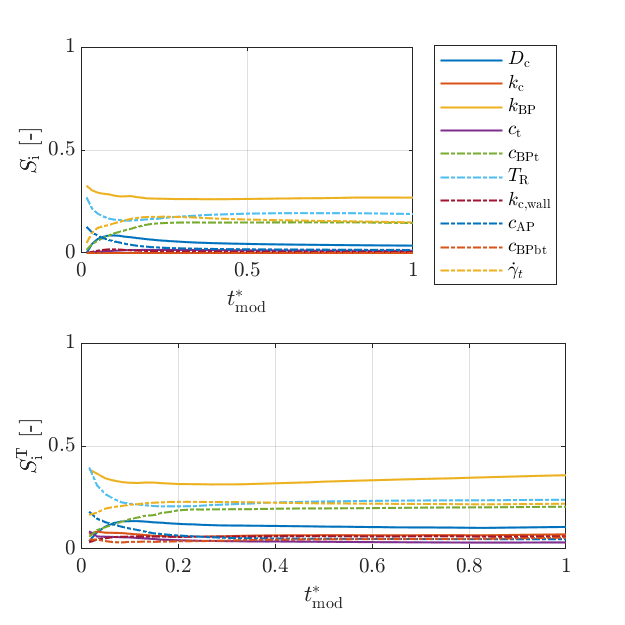 1
0.5
0
S_i [-]
0
0.5
1
t*_mod
D_c
k_c
k_BP
c_t
c_BPt
T_R
k_c,wall
c_AP
c_BPbt
γ̇_t
1
0.5
0
S_i^T [-]
0
0.2
0.4
0.6
0.8
1
t*_mod